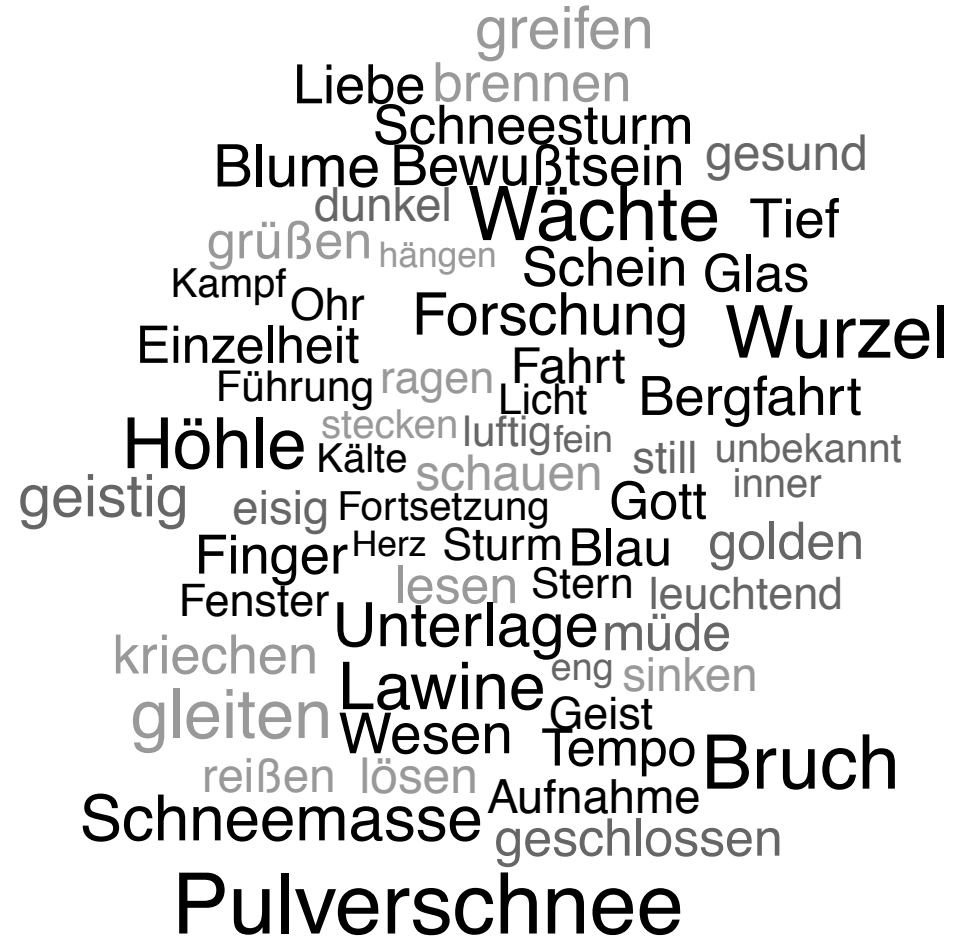 greifen
Liebe brennen
Schneesturm
Blume Bewußtsein gesund
dunkel Wächte Tief
grüßen hängen Schein Glas
Kampf Ohr Forschung Wurzel
Einzelheit Fahrt
Führung ragen Licht Bergfahrt
Höhle stecken luftig fein
Kälte schauen still unbekannt
geistig eisig Fortsetzung Gott inner
Finger Herz Sturm Blau golden
Fenster lesen Stern leuchtend
Unterlage müde
kriechen Lawine eng sinken
gleiten Wesen Geist
Tempo Bruch
reißen lösen Aufnahme
Schneemasse geschlossen
Pulverschnee